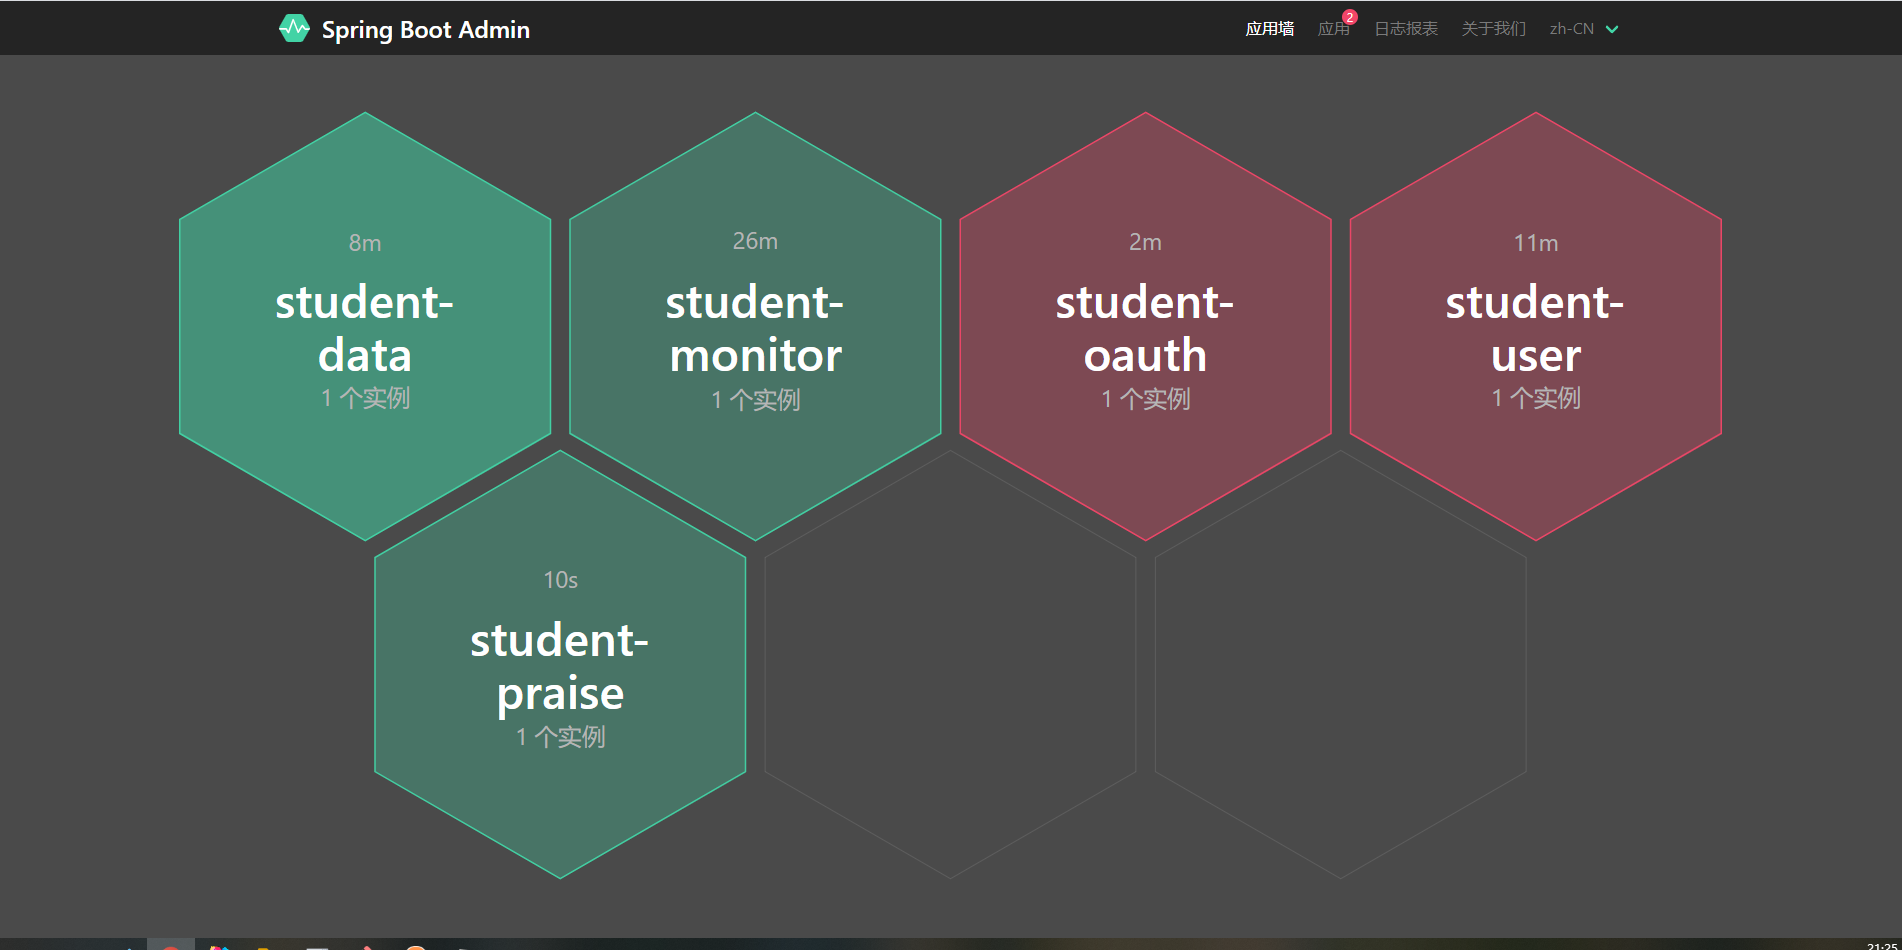 Spring Boot Admin
应用墙 应用 2 日志报表 关于我们 zh-CN
8m
student-
data
1 个实例
26m
student-
monitor
1 个实例
2m
student-
oauth
1 个实例
11m
student-
user
1 个实例
10s
student-
praise
1 个实例
21:25